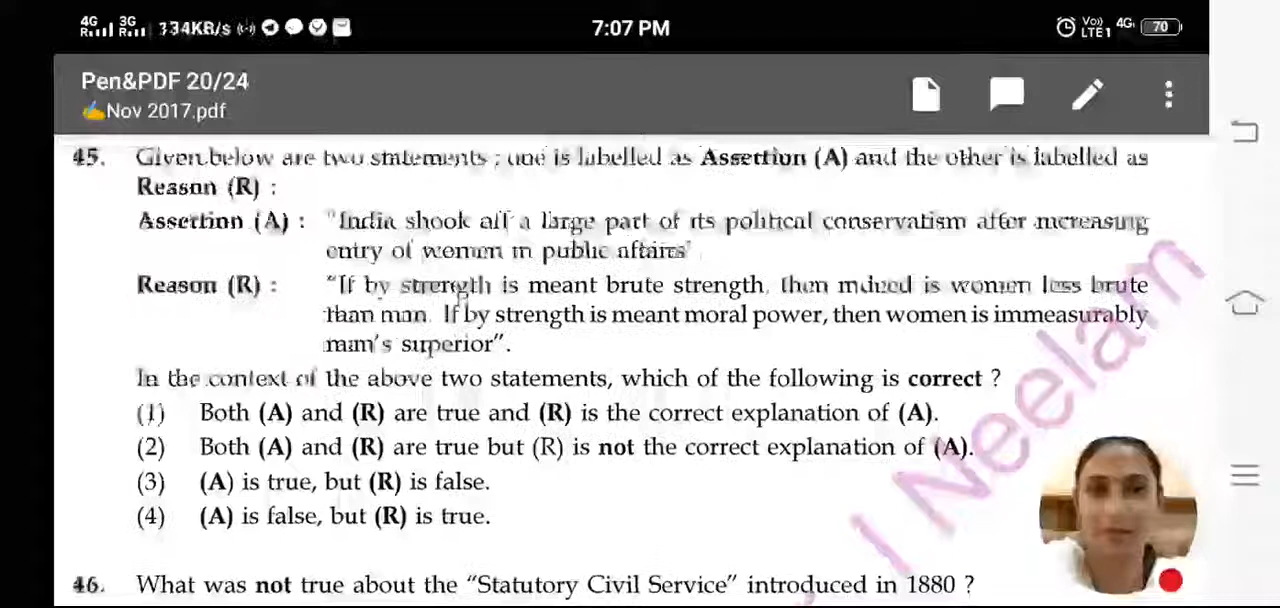 4G 3G 334KB/s 7:07 PM Vo)) LTE1 4G 70
Pen&PDF 20/24
Nov 2017.pdf
45. Given below are two statements ; one is labelled as Assertion (A) and the other is labelled as
Reason (R) :
Assertion (A) : "India shook off a large part of its political conservatism after increasing
entry of women in public affairs"
Reason (R) : "If by strength is meant brute strength, then indeed is women less brute
than man. If by strength is meant moral power, then women is immeasurably
man's superior".
In the context of the above two statements, which of the following is correct ?
(1) Both (A) and (R) are true and (R) is the correct explanation of (A).
(2) Both (A) and (R) are true but (R) is not the correct explanation of (A).
(3) (A) is true, but (R) is false.
(4) (A) is false, but (R) is true.
46. What was not true about the "Statutory Civil Service" introduced in 1880 ?
Neelam